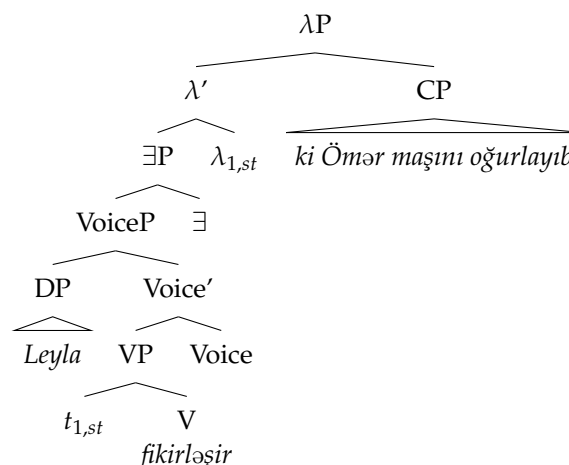 λP
λ' CP
∃P λ1,st ki Ömər maşını oğurlayıb
VoiceP ∃
DP Voice'
Leyla VP Voice
t1,st V
fikirləşir